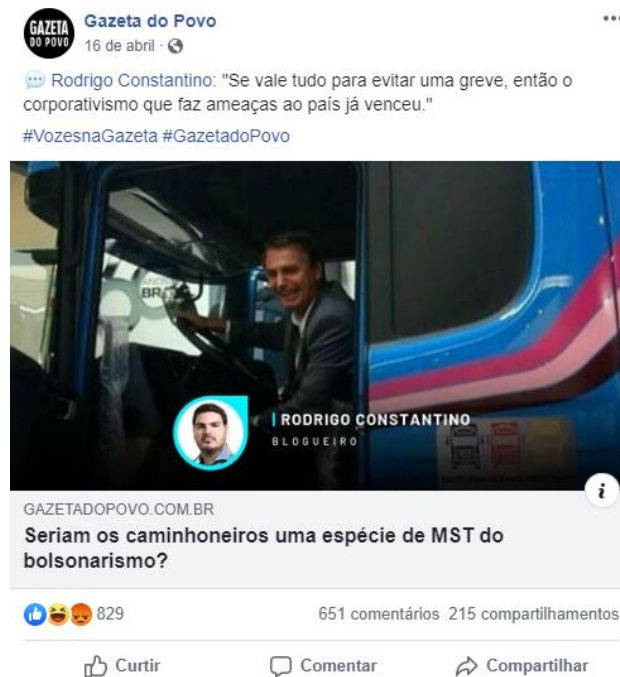 GAZETA
DO POVO
Gazeta do Povo
16 de abril ·
Rodrigo Constantino: "Se vale tudo para evitar uma greve, então o
corporativismo que faz ameaças ao país já venceu."
#VozesnaGazeta #GazetadoPovo
ANOS
BR
RODRIGO CONSTANTINO
BLOGUEIRO
i
GAZETADOPOVO.COM.BR
Seriam os caminhoneiros uma espécie de MST do
bolsonarismo?
829
651 comentários 215 compartilhamentos
Curtir
Comentar
Compartilhar